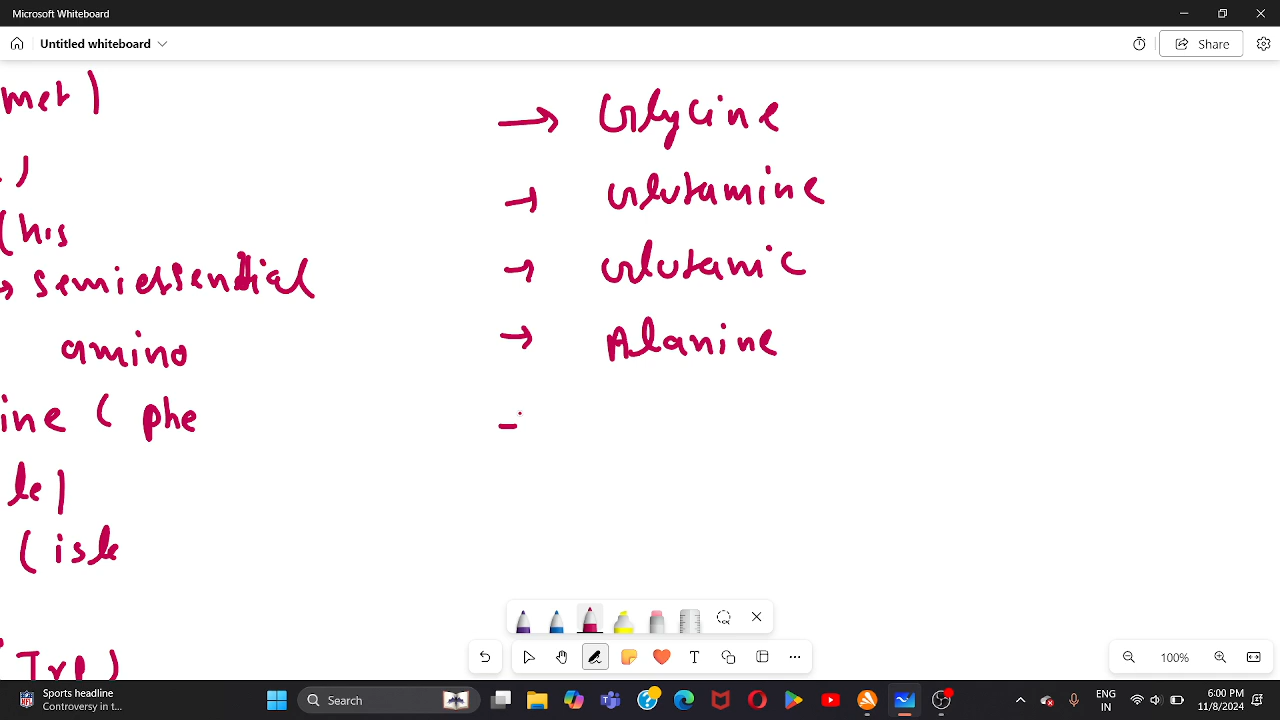 Microsoft Whiteboard
Untitled whiteboard
Share
met)
)
(his
semiessential
amino
ine ( phe
le)
( isle
Trp)
→ Glycine
→ Glutamine
→ Glutamic
→ Alanine
100%
Sports headline
Controversy in t...
Search
ENG
IN
6:00 PM
11/8/2024